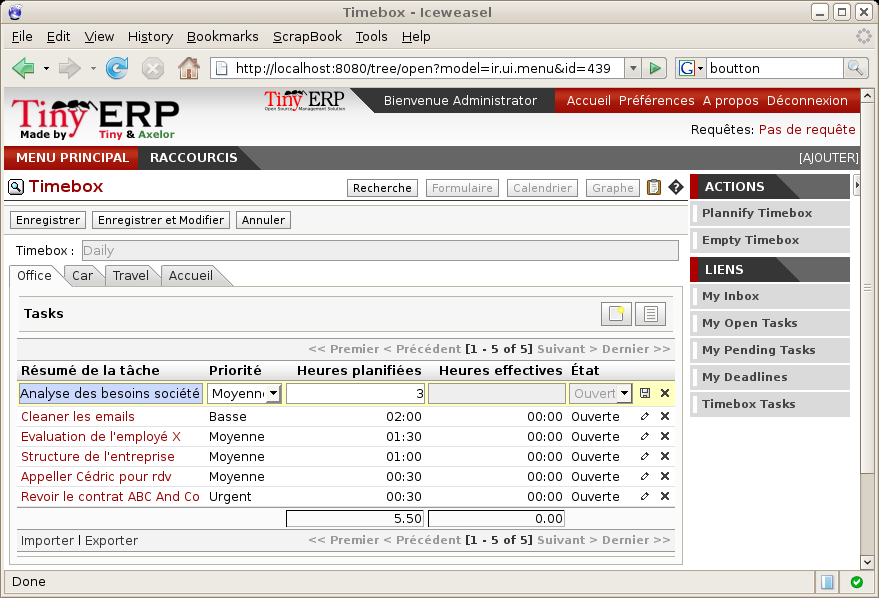 Timebox - Iceweasel
File Edit View History Bookmarks ScrapBook Tools Help
http://localhost:8080/tree/open?model=ir.ui.menu&id=439 G boutton
Tiny ERP
Made by Tiny & Axelor
Tiny ERP
Open Source Management Solution
Bienvenue Administrator Accueil Préférences A propos Déconnexion
Requêtes: Pas de requête
MENU PRINCIPAL RACCOURCIS [AJOUTER]
Timebox Recherche Formulaire Calendrier Graphe ?
Enregistrer Enregistrer et Modifier Annuler
Timebox : Daily
Office Car Travel Accueil
Tasks
<< Premier < Précédent [1 - 5 of 5] Suivant > Dernier >>
Résumé de la tâche Priorité Heures planifiées Heures effectives État
Analyse des besoins société Moyenn 3 Ouvert
Cleaner les emails Basse 02:00 00:00 Ouverte
Evaluation de l'employé X Moyenne 01:30 00:00 Ouverte
Structure de l'entreprise Moyenne 01:00 00:00 Ouverte
Appeller Cédric pour rdv Moyenne 00:30 00:00 Ouverte
Revoir le contrat ABC And Co Urgent 00:30 00:00 Ouverte
5.50 0.00
Importer | Exporter << Premier < Précédent [1 - 5 of 5] Suivant > Dernier >>
ACTIONS
Plannify Timebox
Empty Timebox
LIENS
My Inbox
My Open Tasks
My Pending Tasks
My Deadlines
Timebox Tasks
Done